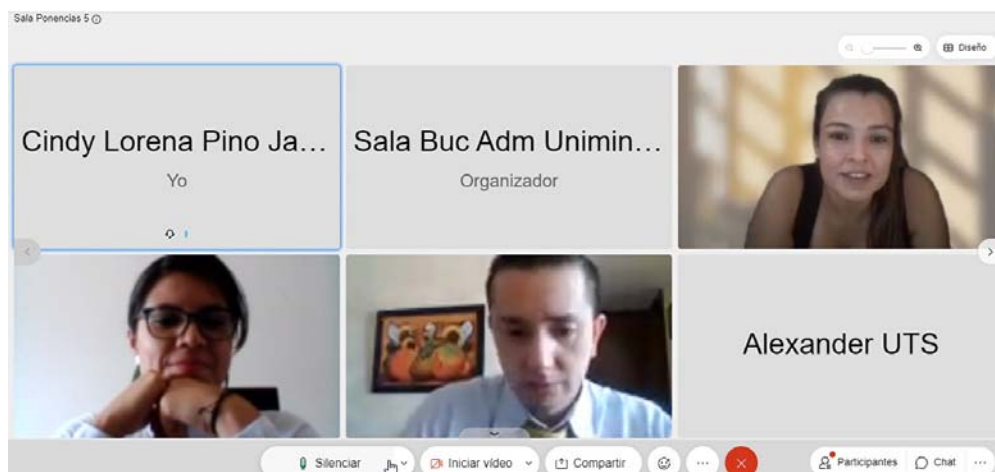 Sala Ponencias 5
Diseño
Cindy Lorena Pino Ja...
Yo
Sala Buc Adm Unimin...
Organizador
Alexander UTS
Silenciar
Iniciar vídeo
Compartir
Participantes
Chat